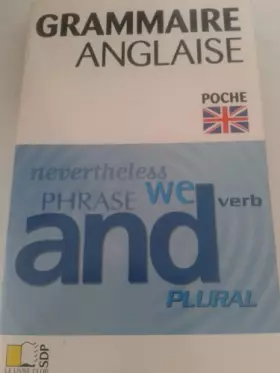 GRAMMAIRE
ANGLAISE
POCHE
nevertheless
PHRASE we verb
and
PLURAL
SDP